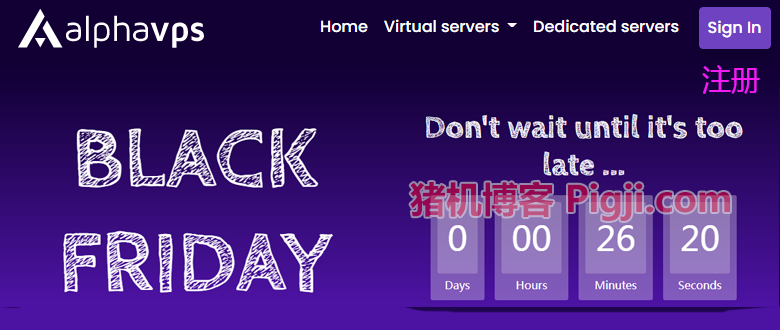 alphavps
Home Virtual servers Dedicated servers Sign In
注册
BLACK
FRIDAY
Don't wait until it's too
late ...
猪机博客 Pigji.com
0 00 26 20
Days Hours Minutes Seconds